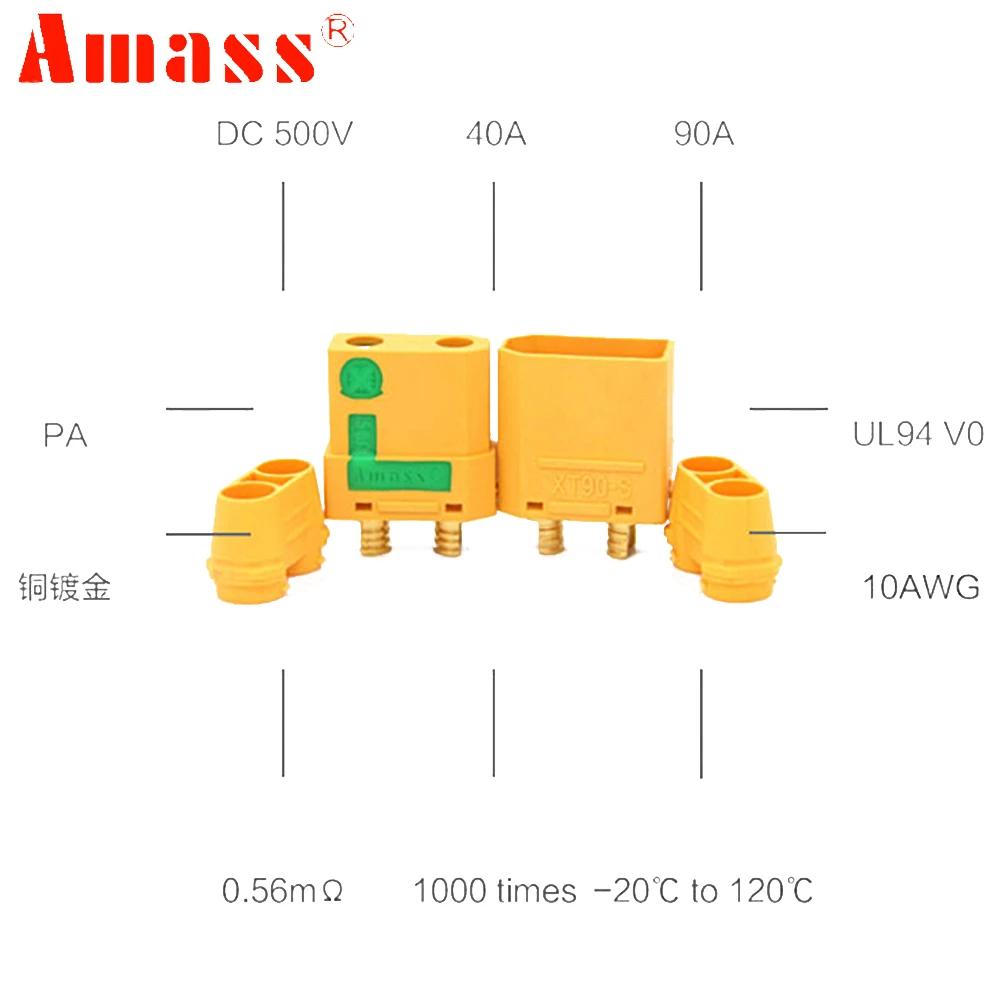 Amass®
DC 500V 40A 90A
PA
UL94 V0
Amass®
XT90-S
铜镀金
10AWG
0.56mΩ 1000 times -20℃ to 120℃